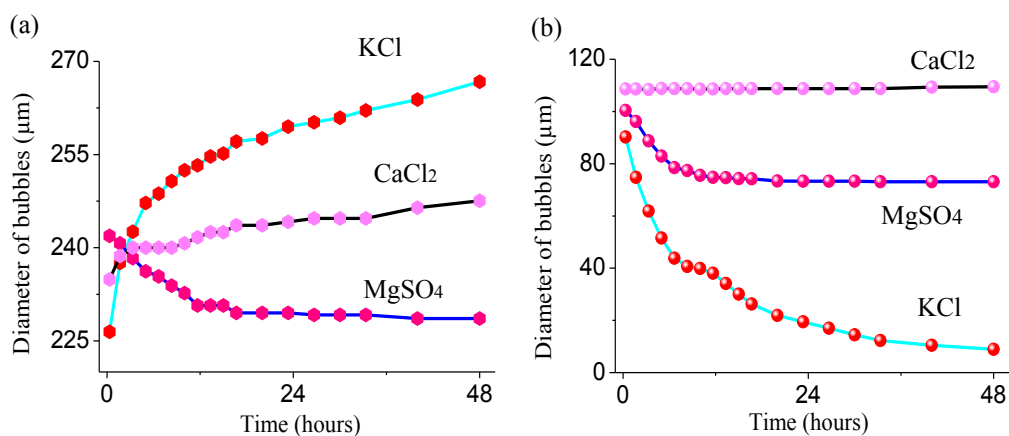 (a)
KCl
CaCl₂
MgSO₄
Diameter of bubbles (μm)
270
255
240
225
0
24
48
Time (hours)
(b)
CaCl₂
MgSO₄
KCl
Diameter of bubbles (μm)
120
80
40
0
0
24
48
Time (hours)